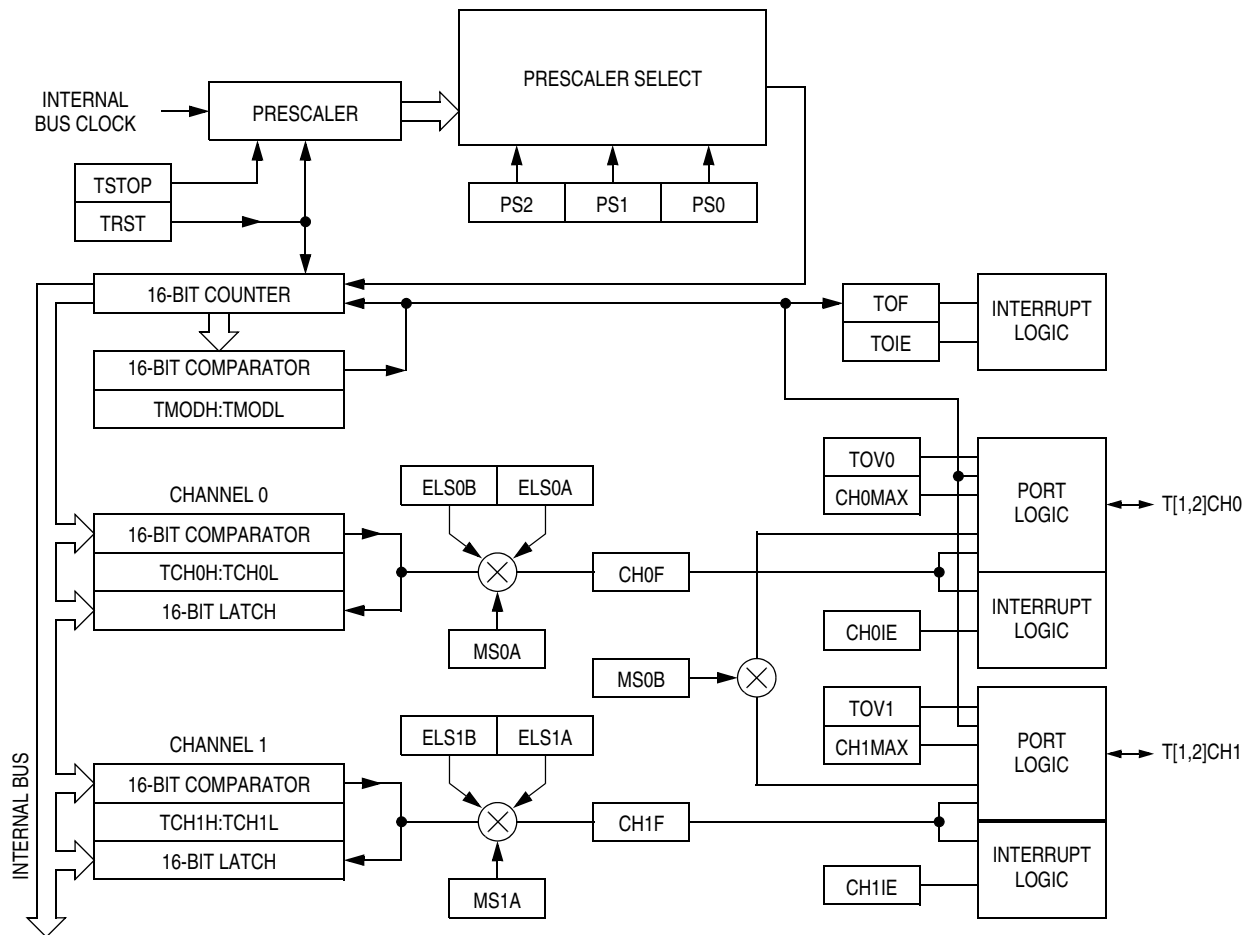 PRESCALER SELECT
INTERNAL
BUS CLOCK
PRESCALER
TSTOP
TRST
PS2
PS1
PS0
16-BIT COUNTER
16-BIT COMPARATOR
TMODH:TMODL
TOF
TOIE
INTERRUPT
LOGIC
CHANNEL 0
16-BIT COMPARATOR
TCH0H:TCH0L
16-BIT LATCH
ELS0B
ELS0A
MS0A
CH0F
TOV0
CH0MAX
PORT
LOGIC
T[1,2]CH0
INTERRUPT
LOGIC
CH0IE
MS0B
CHANNEL 1
16-BIT COMPARATOR
TCH1H:TCH1L
16-BIT LATCH
ELS1B
ELS1A
MS1A
CH1F
TOV1
CH1MAX
PORT
LOGIC
T[1,2]CH1
INTERRUPT
LOGIC
CH1IE
INTERNAL BUS